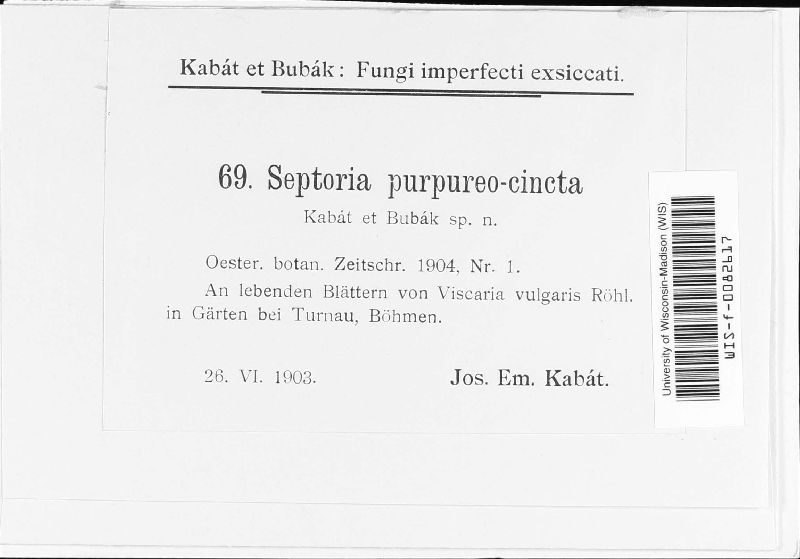 Kabát et Bubák: Fungi imperfecti exsiccati.
69. Septoria purpureo-cincta
Kabát et Bubák sp. n.
Oester. botan. Zeitschr. 1904, Nr. 1.
An lebenden Blättern von Viscaria vulgaris Röhl.
in Gärten bei Turnau, Böhmen.
26. VI. 1903.
Jos. Em. Kabát.
University of Wisconsin-Madison (WIS)
WIS-f-0082617